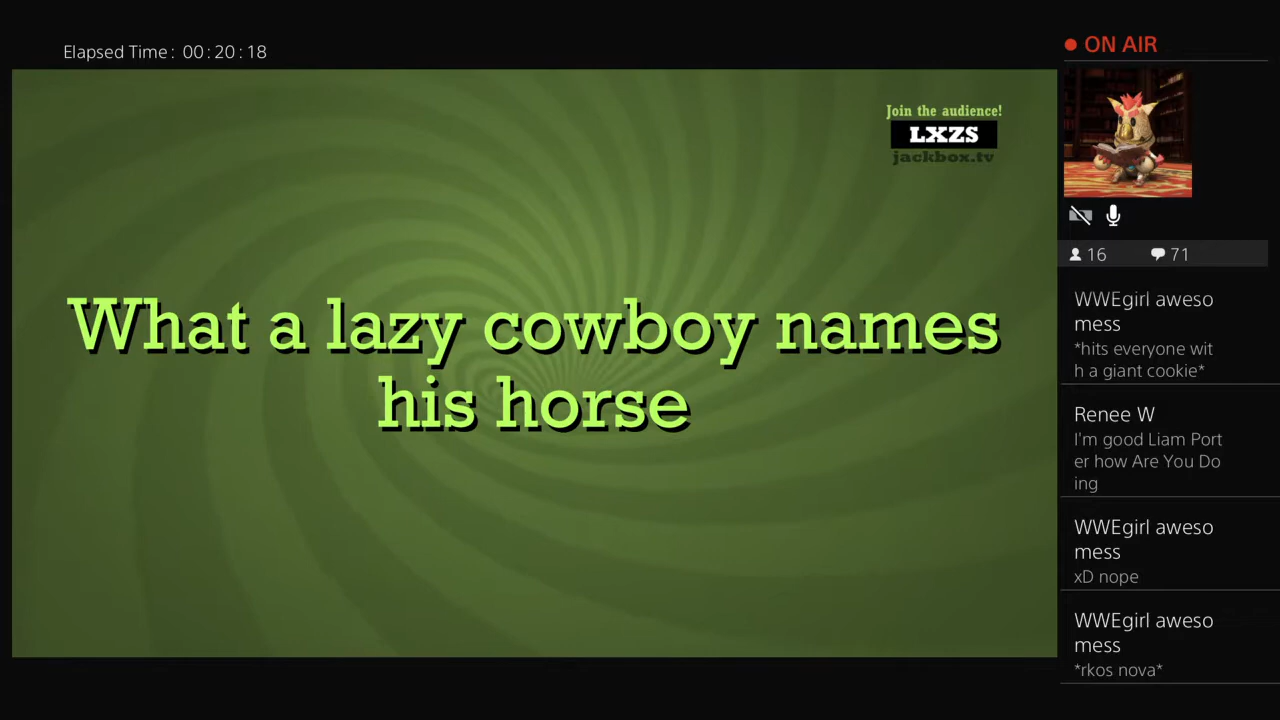 Elapsed Time: 00:20:18
ON AIR
Join the audience!
LXZS
jackbox.tv
What a lazy cowboy names
his horse
16 71
WWEgirl aweso
mess
*hits everyone wit
h a giant cookie*
Renee W
I'm good Liam Port
er how Are You Do
ing
WWEgirl aweso
mess
xD nope
WWEgirl aweso
mess
*rkos nova*